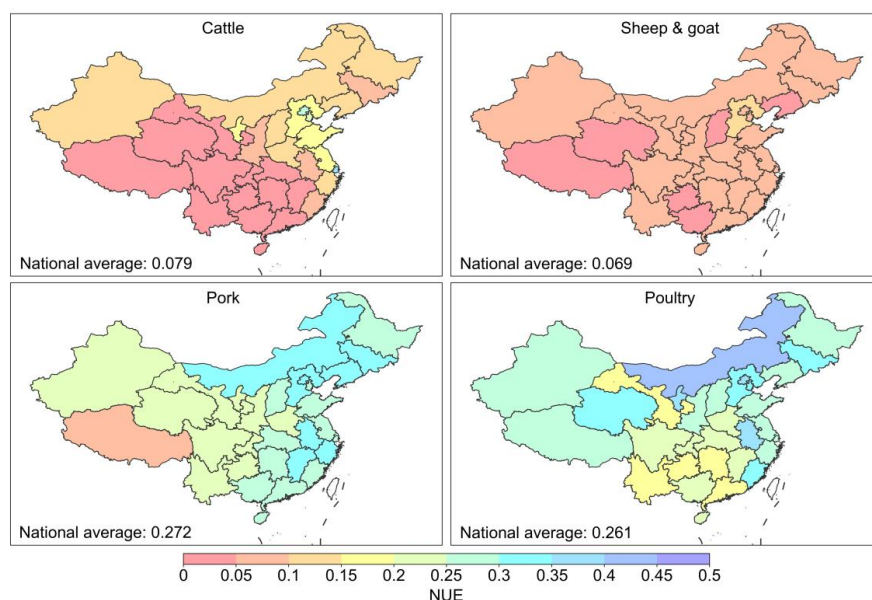 Cattle
Sheep & goat
National average: 0.079
National average: 0.069
Pork
Poultry
National average: 0.272
National average: 0.261
0 0.05 0.1 0.15 0.2 0.25 0.3 0.35 0.4 0.45 0.5
NUE